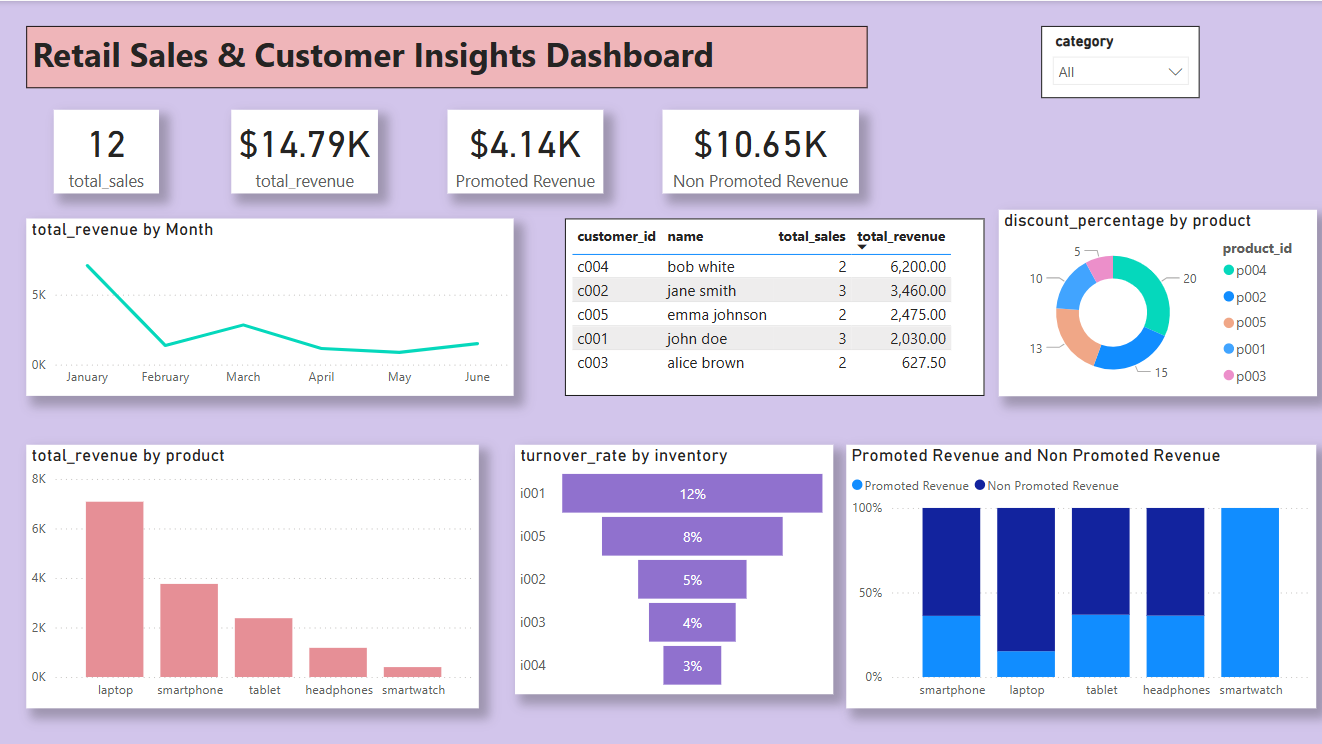 Retail Sales & Customer Insights Dashboard
category
All
12
total_sales
$14.79K
total_revenue
$4.14K
Promoted Revenue
$10.65K
Non Promoted Revenue
total_revenue by Month
5K
0K
January February March April May June
customer_id name total_sales total_revenue
c004 bob white 2 6,200.00
c002 jane smith 3 3,460.00
c005 emma johnson 2 2,475.00
c001 john doe 3 2,030.00
c003 alice brown 2 627.50
discount_percentage by product
5
10
20
13
15
product_id
p004
p002
p005
p001
p003
total_revenue by product
8K
6K
4K
2K
0K
laptop smartphone tablet headphones smartwatch
turnover_rate by inventory
i001 12%
i005 8%
i002 5%
i003 4%
i004 3%
Promoted Revenue and Non Promoted Revenue
Promoted Revenue Non Promoted Revenue
100%
50%
0%
smartphone laptop tablet headphones smartwatch